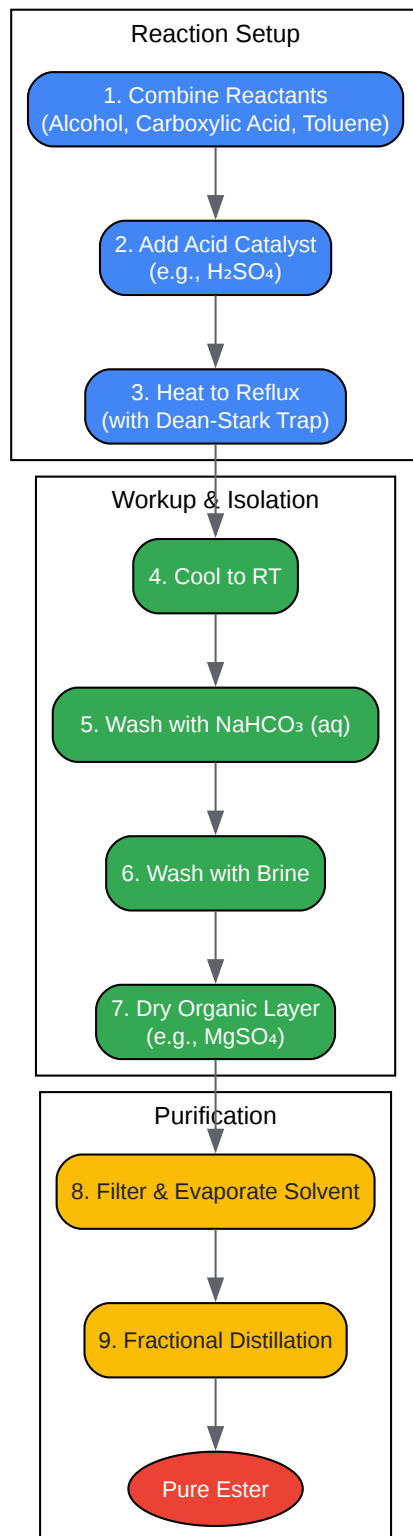 Reaction Setup
1. Combine Reactants
(Alcohol, Carboxylic Acid, Toluene)
2. Add Acid Catalyst
(e.g., H₂SO₄)
3. Heat to Reflux
(with Dean-Stark Trap)
Workup & Isolation
4. Cool to RT
5. Wash with NaHCO₃ (aq)
6. Wash with Brine
7. Dry Organic Layer
(e.g., MgSO₄)
Purification
8. Filter & Evaporate Solvent
9. Fractional Distillation
Pure Ester